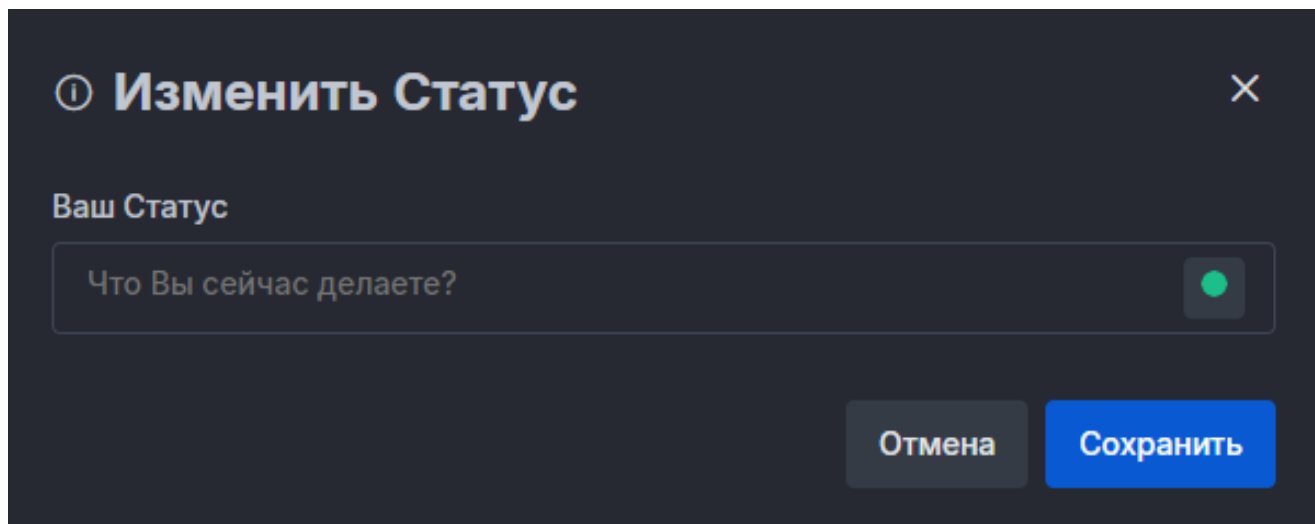 Изменить Статус
Ваш Статус
Что Вы сейчас делаете?
Отмена
Сохранить